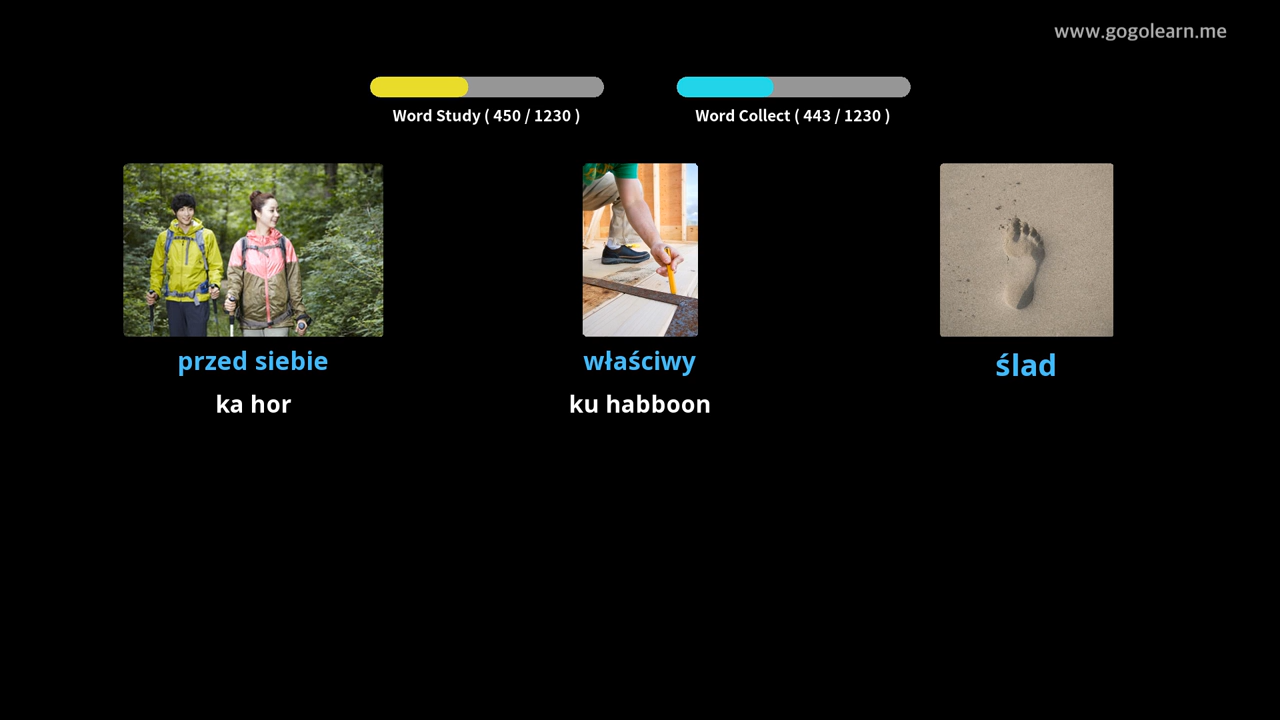 www.gogolearn.me
Word Study ( 450 / 1230 )
Word Collect ( 443 / 1230 )
przed siebie
ka hor
właściwy
ku habboon
ślad